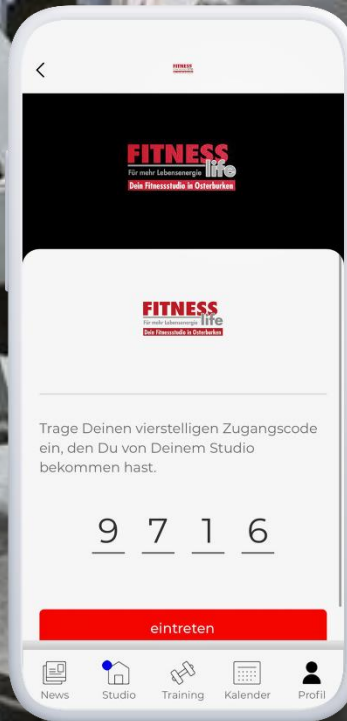 FITNESS
FITNESS
life
Für mehr Lebensenergie
Dein Fitnessstudio in Osterburken
FITNESS
life
Für mehr Lebensenergie
Dein Fitnessstudio in Osterburken
Trage Deinen vierstelligen Zugangscode
ein, den Du von Deinem Studio
bekommen hast.
9 7 1 6
eintreten
News Studio Training Kalender Profil